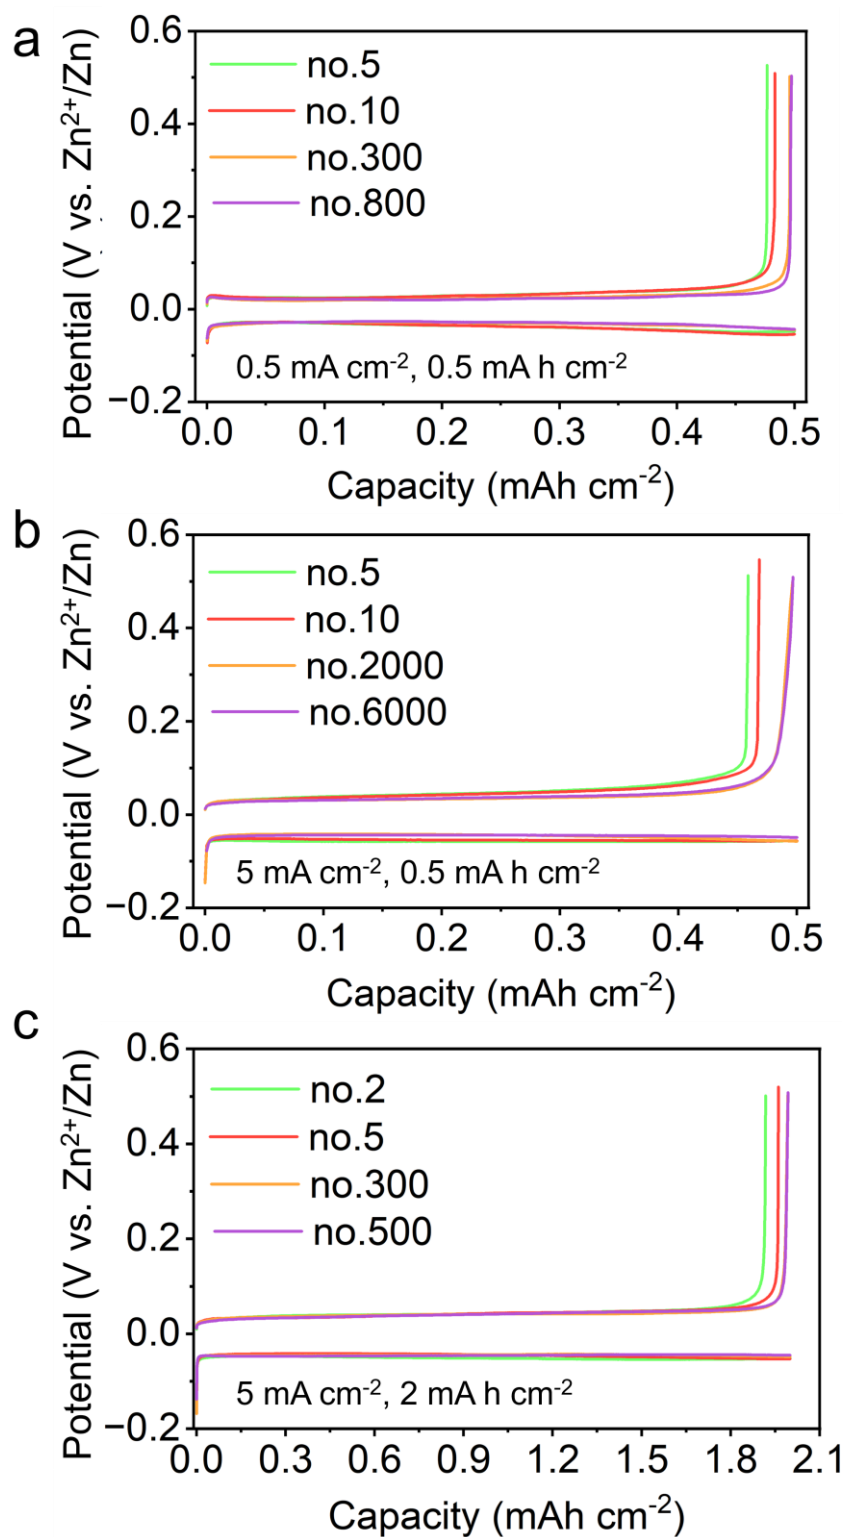 a
Potential (V vs. Zn²⁺/Zn)
0.6
0.4
0.2
0.0
−0.2
no.5
no.10
no.300
no.800
0.5 mA cm⁻², 0.5 mA h cm⁻²
0.0 0.1 0.2 0.3 0.4 0.5
Capacity (mAh cm⁻²)
b
Potential (V vs. Zn²⁺/Zn)
0.6
0.4
0.2
0.0
−0.2
no.5
no.10
no.2000
no.6000
5 mA cm⁻², 0.5 mA h cm⁻²
0.0 0.1 0.2 0.3 0.4 0.5
Capacity (mAh cm⁻²)
c
Potential (V vs. Zn²⁺/Zn)
0.6
0.4
0.2
0.0
−0.2
no.2
no.5
no.300
no.500
5 mA cm⁻², 2 mA h cm⁻²
0.0 0.3 0.6 0.9 1.2 1.5 1.8 2.1
Capacity (mAh cm⁻²)